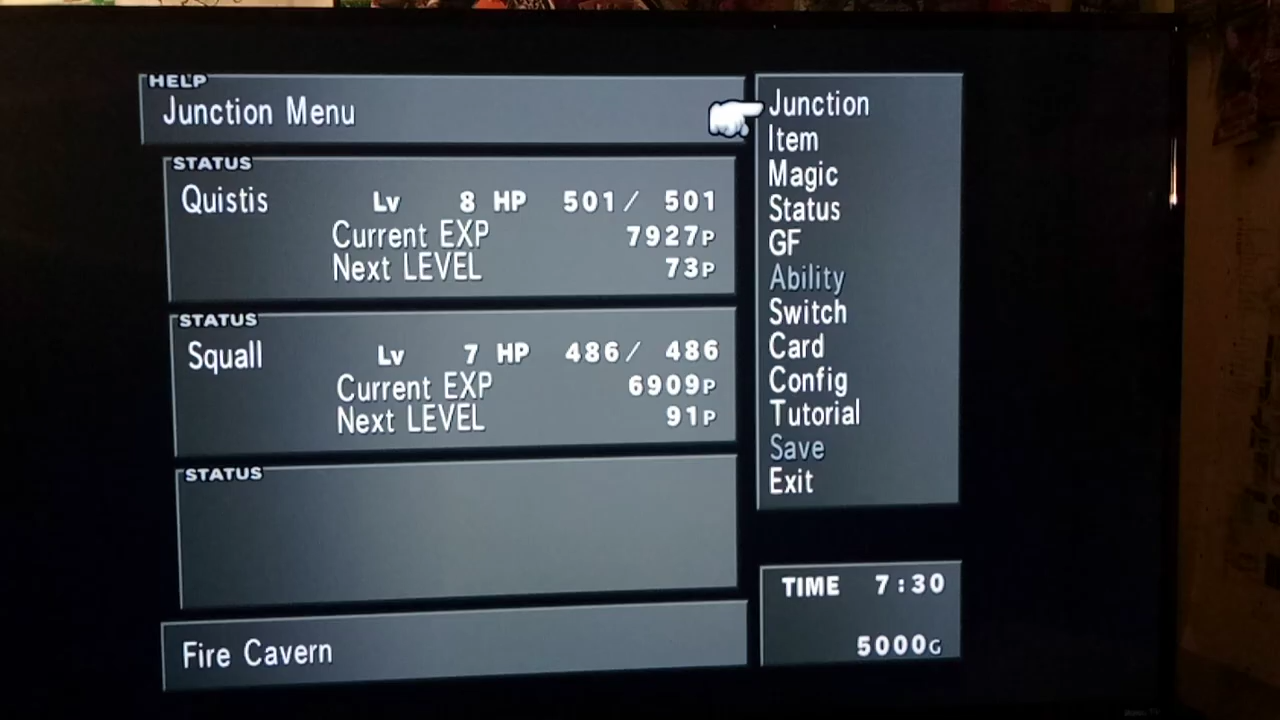 HELP
Junction Menu
STATUS
Quistis Lv 8 HP 501/ 501
Current EXP 7927P
Next LEVEL 73P
STATUS
Squall Lv 7 HP 486/ 486
Current EXP 6909P
Next LEVEL 91P
STATUS
Fire Cavern
Junction
Item
Magic
Status
GF
Ability
Switch
Card
Config
Tutorial
Save
Exit
TIME 7:30
5000G